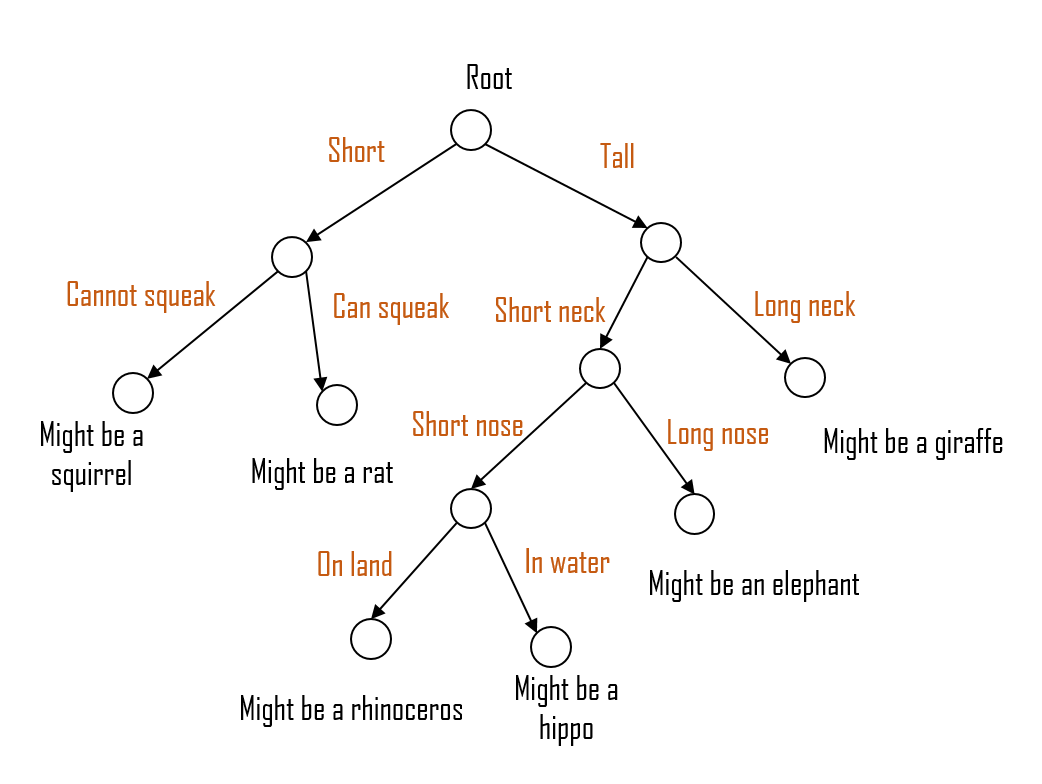 Root
Short
Tall
Cannot squeak
Can squeak
Short neck
Long neck
Might be a
squirrel
Might be a rat
Short nose
Long nose
Might be a giraffe
On land
In water
Might be an elephant
Might be a rhinoceros
Might be a
hippo